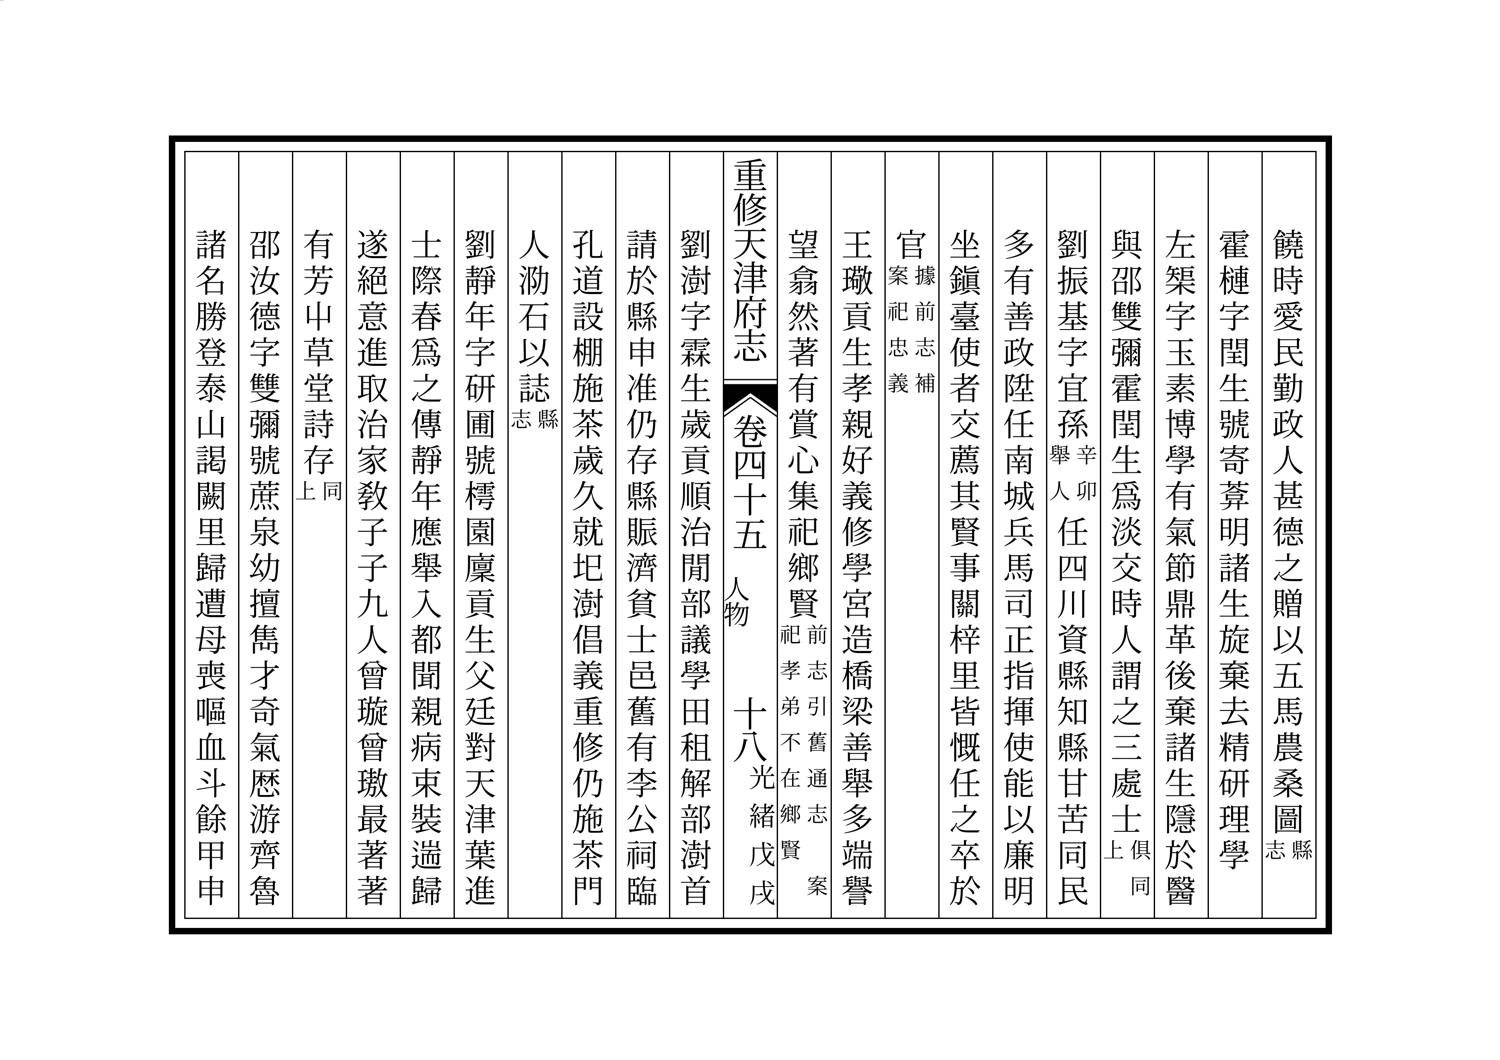 饒時愛民勤政人甚德之贈以五馬農桑圖縣志
霍槤字閏生號寄葊明諸生旋棄去精研理學
左榘字玉素博學有氣節鼎革後棄諸生隱於醫
與邵雙彌霍閏生爲淡交時人謂之三處士俱同上
劉振基字宜孫辛卯舉人任四川資縣知縣甘苦同民
多有善政陞任南城兵馬司正指揮使能以廉明
坐鎭臺使者交薦其賢事關梓里皆慨任之卒於
官據前志補案祀忠義
王璥貢生孝親好義修學宮造橋梁善舉多端譽
望翕然著有賞心集祀鄉賢前志引舊通志案祀孝弟不在鄉賢
重修天津府志 卷四十五 人物 十八 光緒戊戌
劉澍字霖生歲貢順治閒部議學田租解部澍首
請於縣申准仍存縣賑濟貧士邑舊有李公祠臨
孔道設棚施茶歲久就圯澍倡義重修仍施茶門
人泐石以誌縣志
劉靜年字研圃號樗園廩貢生父廷對天津葉進
士際春爲之傳靜年應舉入都聞親病束裝遄歸
遂絕意進取治家敎子子九人曾璇曾璈最著著
有芳屮草堂詩存同上
邵汝德字雙彌號蔗泉幼擅雋才奇氣厯游齊魯
諸名勝登泰山謁闕里歸遭母喪嘔血斗餘甲申